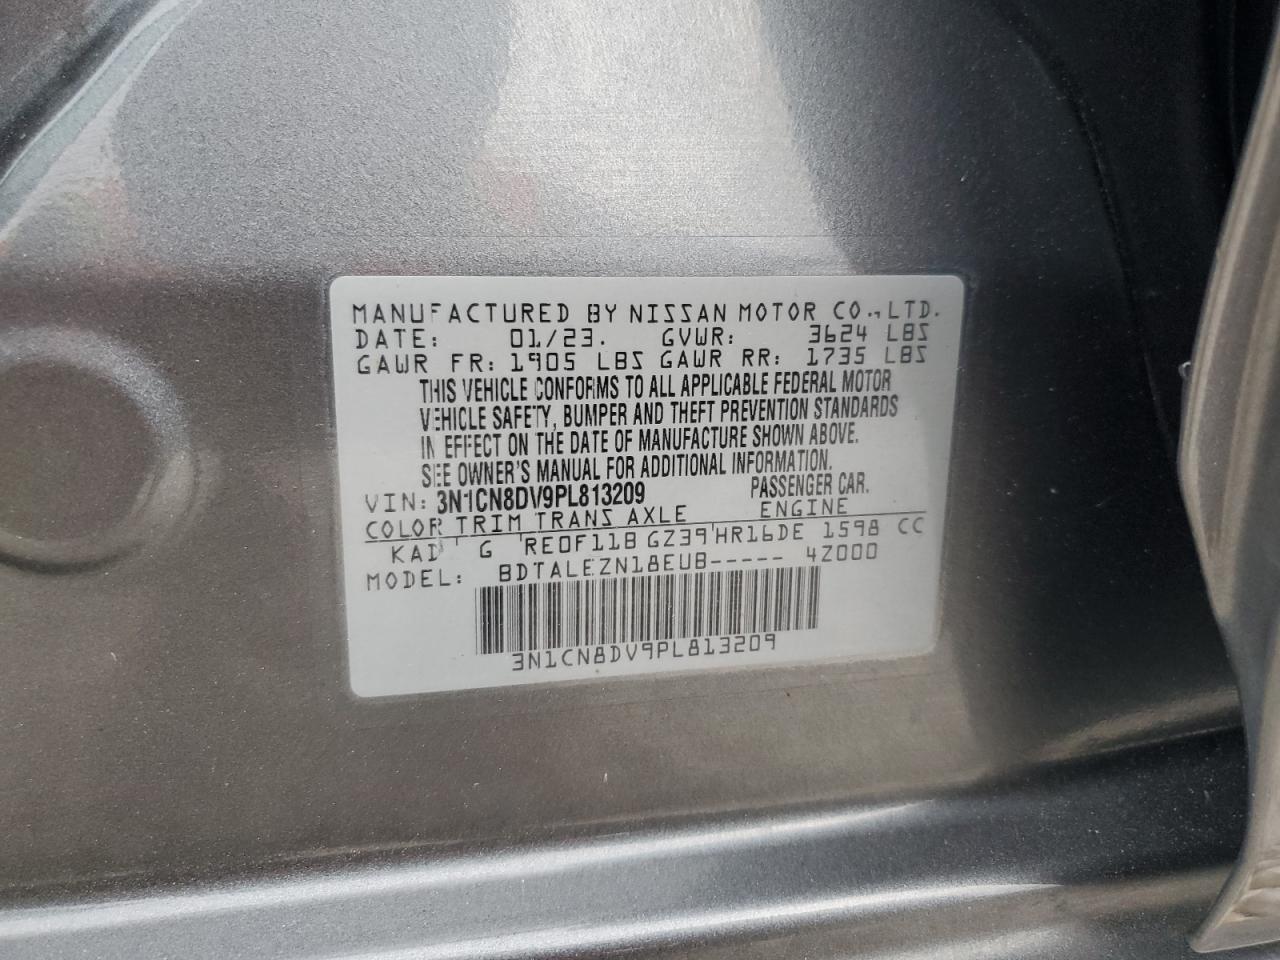 MANUFACTURED BY NISSAN MOTOR CO., LTD.
DATE: 01/23. GVWR: 3624 LBS
GAWR FR: 1905 LBS GAWR RR: 1735 LBS
THIS VEHICLE CONFORMS TO ALL APPLICABLE FEDERAL MOTOR
VEHICLE SAFETY, BUMPER AND THEFT PREVENTION STANDARDS
IN EFFECT ON THE DATE OF MANUFACTURE SHOWN ABOVE.
SEE OWNER'S MANUAL FOR ADDITIONAL INFORMATION.
VIN: 3N1CN8DV9PL813209 PASSENGER CAR.
COLOR TRIM TRANS AXLE ENGINE
KAD G RE0F11B GZ39 HR16DE 1598 CC
MODEL: BDTALEZN18EUB----- 4Z000
3N1CN8DV9PL813209